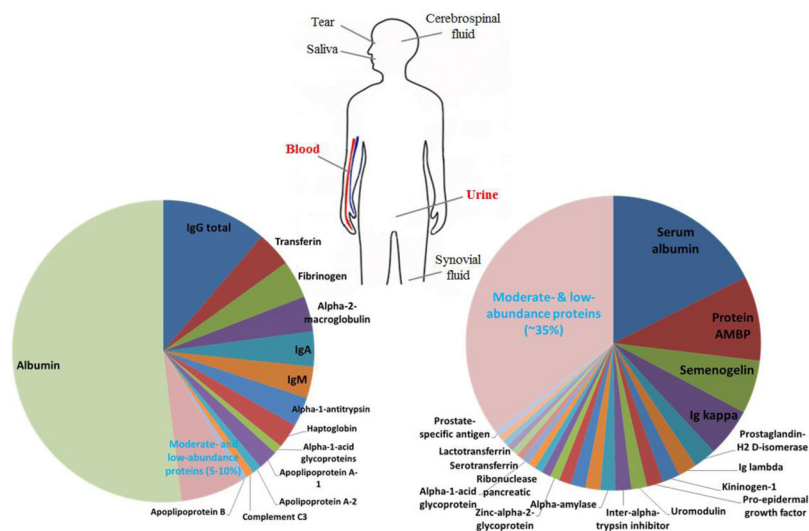 Tear
Saliva
Cerebrospinal
fluid
Blood
Urine
Synovial
fluid
IgG total
Transferin
Fibrinogen
Alpha-2-
macroglobulin
IgA
IgM
Alpha-1-antitrypsin
Haptoglobin
Alpha-1-acid
glycoproteins
Apoplipoprotein A-
1
Apolipoprotein A-2
Complement C3
Apoplipoprotein B
Moderate- and
low-abundance
proteins (5-10%)
Albumin
Serum
albumin
Protein
AMBP
Semenogelin
Ig kappa
Prostaglandin-
H2 D-isomerase
Ig lambda
Kininogen-1
Pro-epidermal
growth factor
Uromodulin
Inter-alpha-
trypsin inhibitor
Alpha-amylase
Zinc-alpha-2-
glycoprotein
Ribonuclease
pancreatic
Alpha-1-acid
glycoprotein
Serotransferrin
Lactotransferrin
Prostate-
specific antigen
Moderate- & low-
abundance proteins
(~35%)